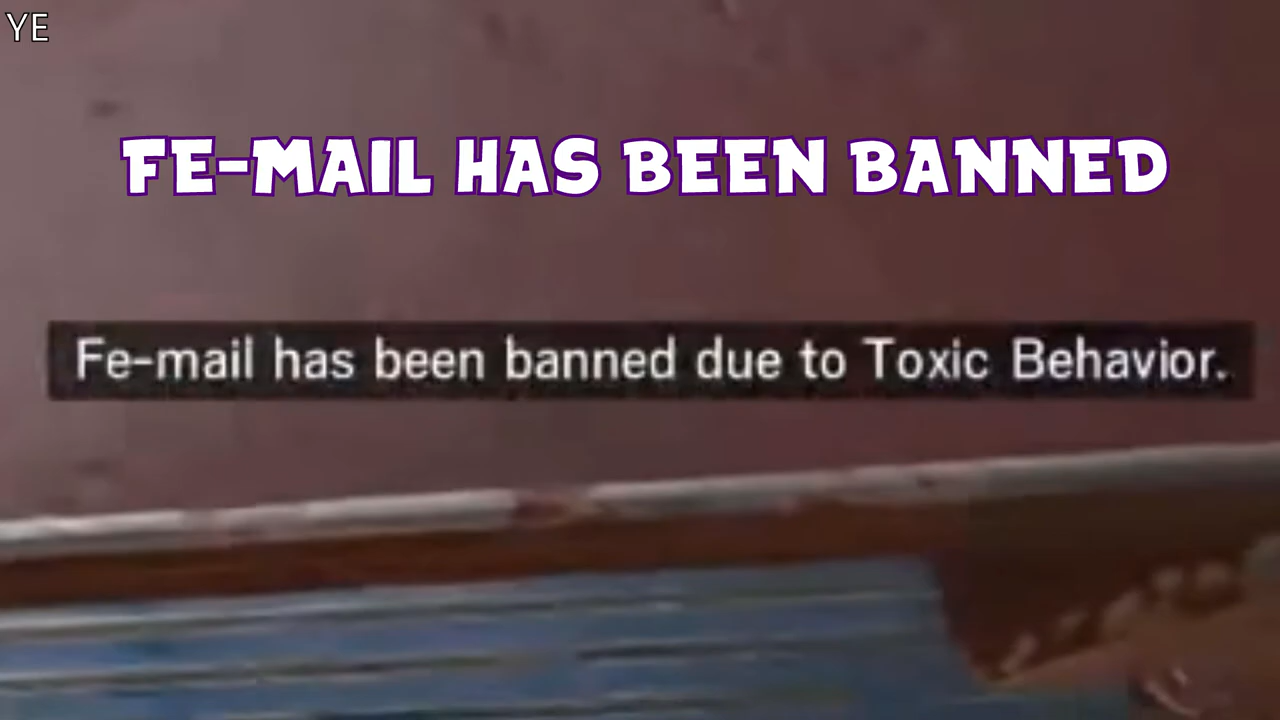 YE
FE-MAIL HAS BEEN BANNED
Fe-mail has been banned due to Toxic Behavior.